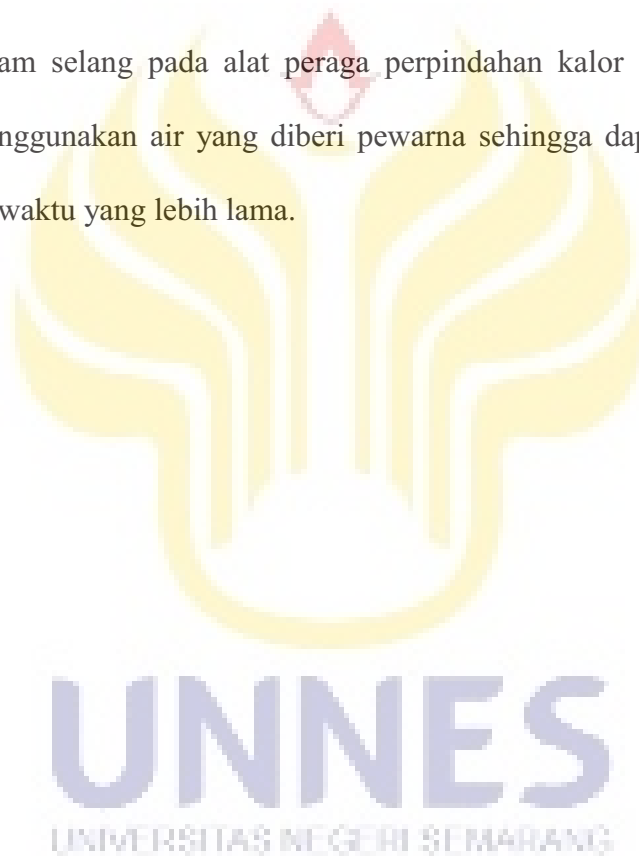 am selang pada alat peraga perpindahan kalor
nggunakan air yang diberi pewarna sehingga dap
waktu yang lebih lama.
UNNES
UNIVERSITAS NEGERI SEMARANG